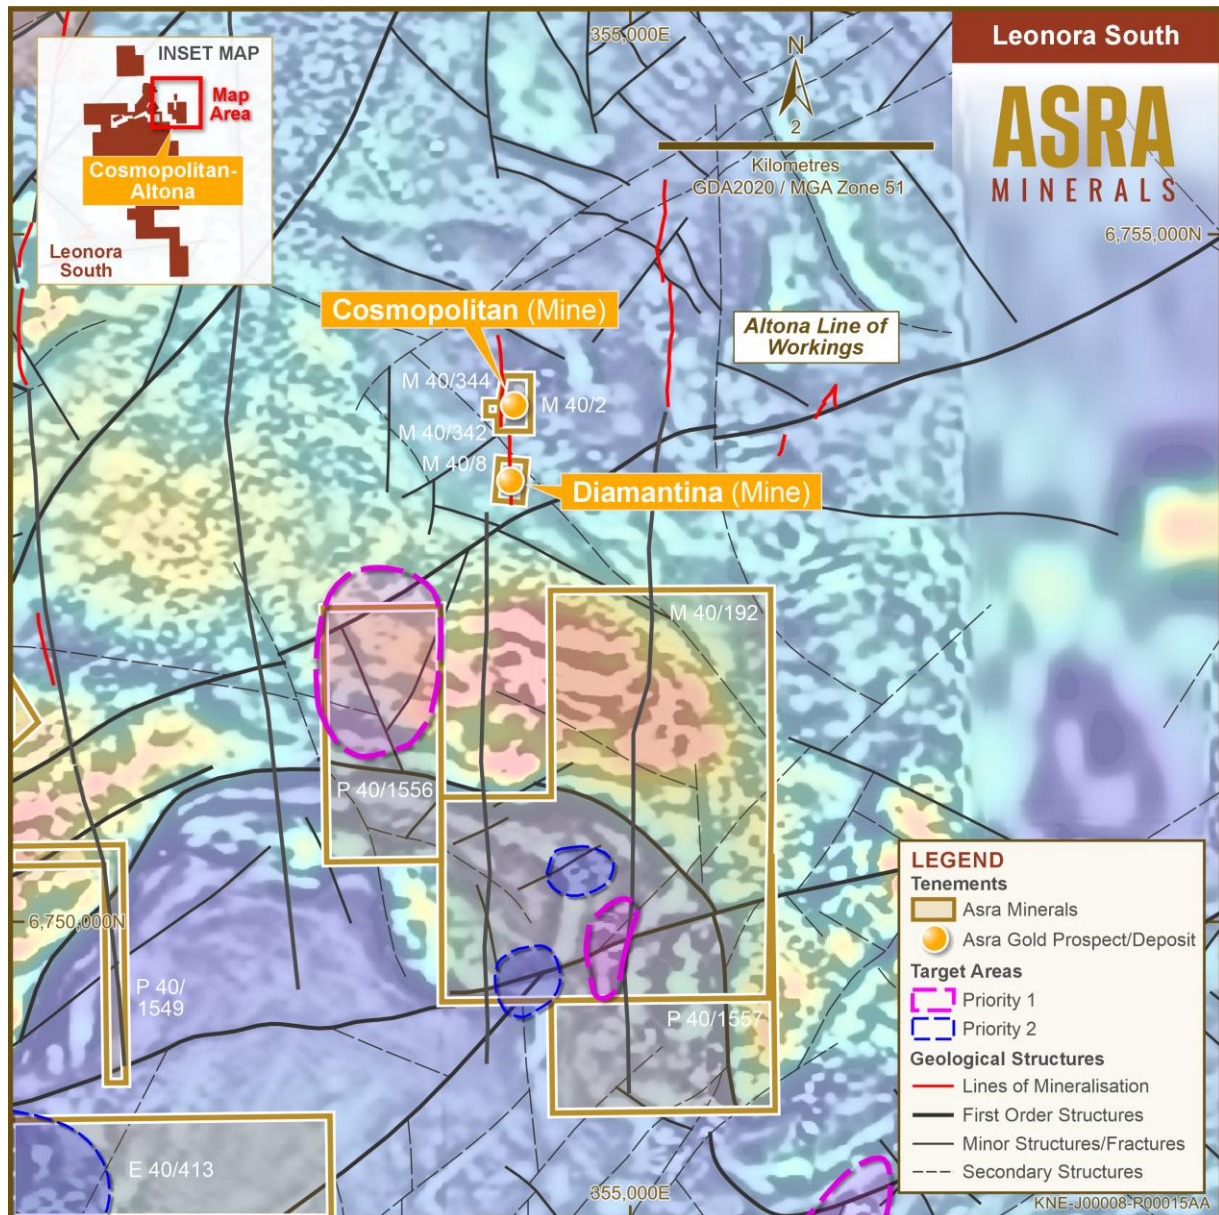 355,000E
Leonora South
INSET MAP
Map
Area
Cosmopolitan-
Altona
Leonora
South
N
2
Kilometres
GDA2020 / MGA Zone 51
ASRA
MINERALS
6,755,000N
Cosmopolitan (Mine)
Altona Line of
Workings
M 40/344
M 40/2
M 40/342
M 40/8
Diamantina (Mine)
M 40/192
P 40/1556
6,750,000N
P 40/
1549
P 40/1557
E 40/413
355,000E
LEGEND
Tenements
Asra Minerals
Asra Gold Prospect/Deposit
Target Areas
Priority 1
Priority 2
Geological Structures
Lines of Mineralisation
First Order Structures
Minor Structures/Fractures
Secondary Structures
KNE-J00008-P00015AA